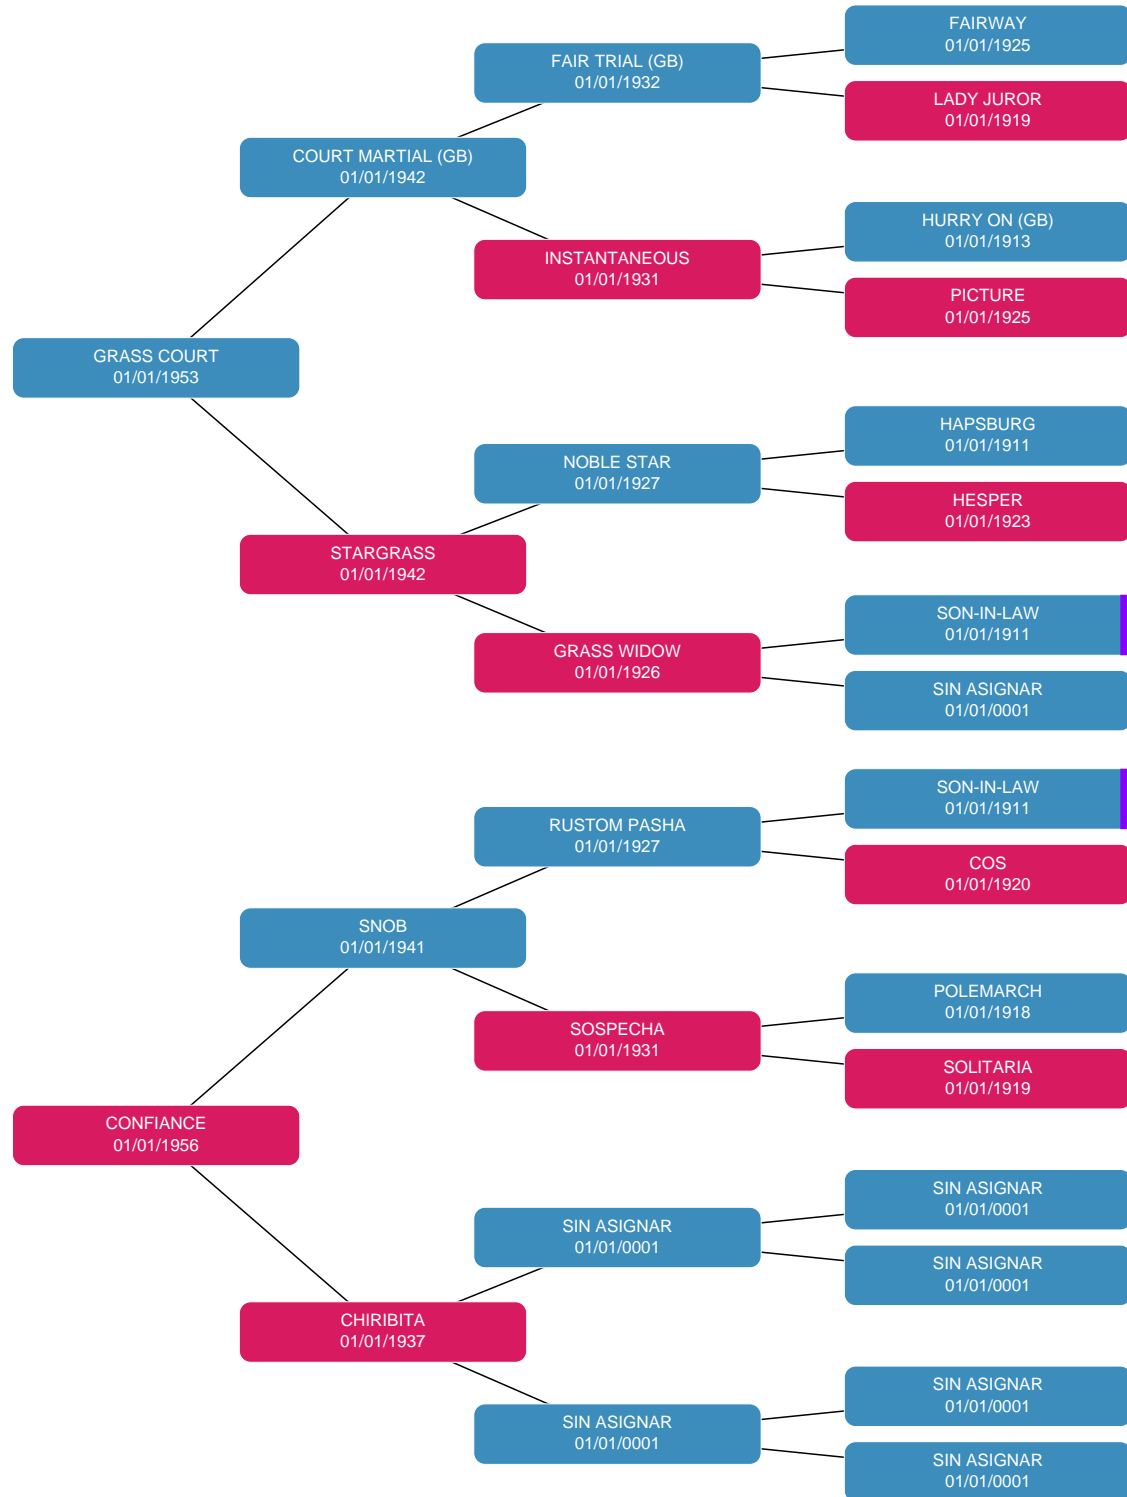 FAIRWAY
01/01/1925
FAIR TRIAL (GB)
01/01/1932
LADY JUROR
01/01/1919
COURT MARTIAL (GB)
01/01/1942
HURRY ON (GB)
01/01/1913
INSTANTANEOUS
01/01/1931
PICTURE
01/01/1925
GRASS COURT
01/01/1953
HAPSBURG
01/01/1911
NOBLE STAR
01/01/1927
HESPER
01/01/1923
STARGRASS
01/01/1942
SON-IN-LAW
01/01/1911
GRASS WIDOW
01/01/1926
SIN ASIGNAR
01/01/0001
SON-IN-LAW
01/01/1911
RUSTOM PASHA
01/01/1927
COS
01/01/1920
SNOB
01/01/1941
POLEMARCH
01/01/1918
SOSPECHA
01/01/1931
SOLITARIA
01/01/1919
CONFIANCE
01/01/1956
SIN ASIGNAR
01/01/0001
SIN ASIGNAR
01/01/0001
SIN ASIGNAR
01/01/0001
CHIRIBITA
01/01/1937
SIN ASIGNAR
01/01/0001
SIN ASIGNAR
01/01/0001
SIN ASIGNAR
01/01/0001